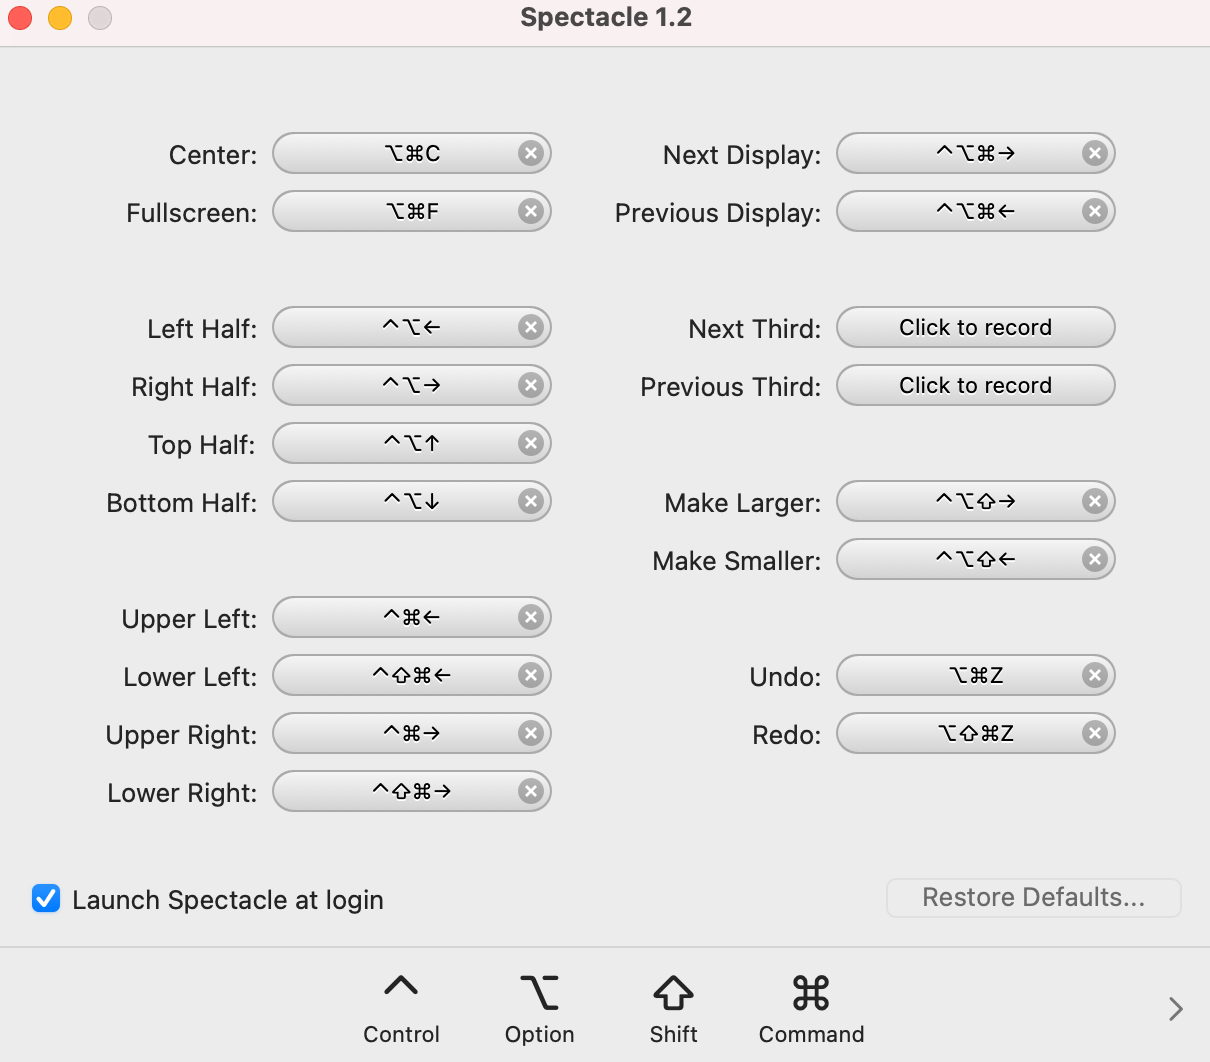 Spectacle 1.2
Center: ⌥⌘C
Fullscreen: ⌥⌘F
Left Half: ^⌥←
Right Half: ^⌥→
Top Half: ^⌥↑
Bottom Half: ^⌥↓
Upper Left: ^⌘←
Lower Left: ^⇧⌘←
Upper Right: ^⌘→
Lower Right: ^⇧⌘→
Next Display: ^⌥⌘→
Previous Display: ^⌥⌘←
Next Third: Click to record
Previous Third: Click to record
Make Larger: ^⌥⇧→
Make Smaller: ^⌥⇧←
Undo: ⌥⌘Z
Redo: ⌥⇧⌘Z
Launch Spectacle at login
Restore Defaults...
^ ⌥ ⇧ ⌘
Control Option Shift Command